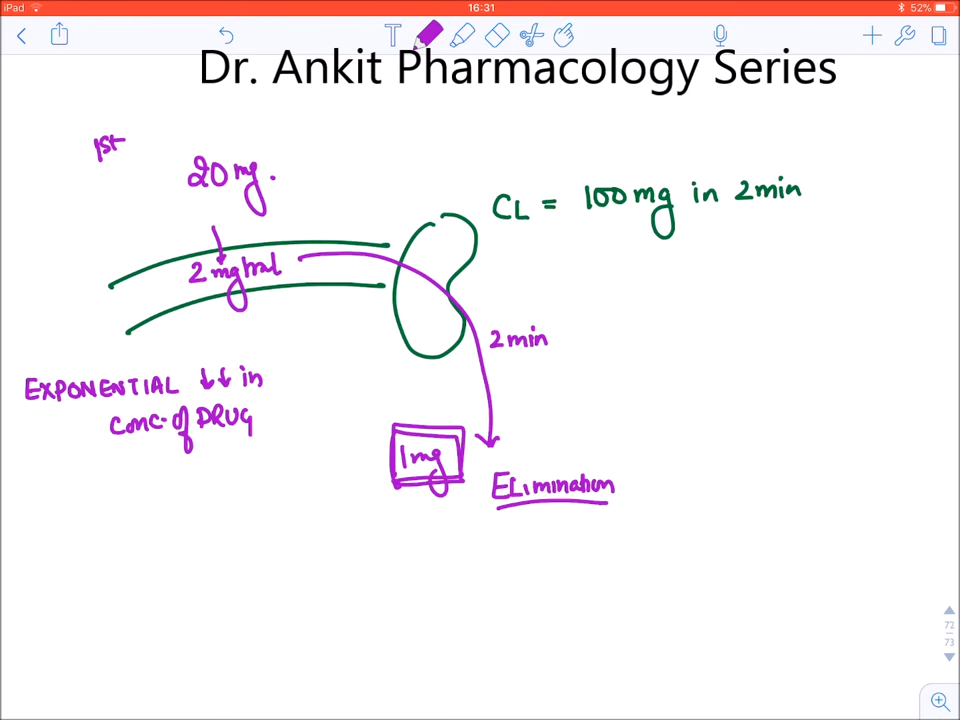 iPad
16:31
52%
T
Dr. Ankit Pharmacology Series
1st
20 mg.
CL = 100 mg in 2 min
2 mg
2 min
EXPONENTIAL ↓↓ in
conc. of DRUG
1 mg
Elimination
72
73